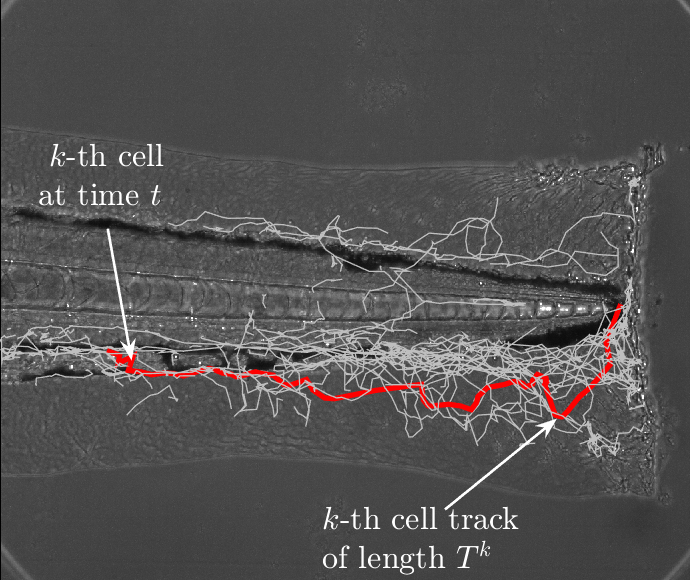 k-th cell
at time t
k-th cell track
of length T^k